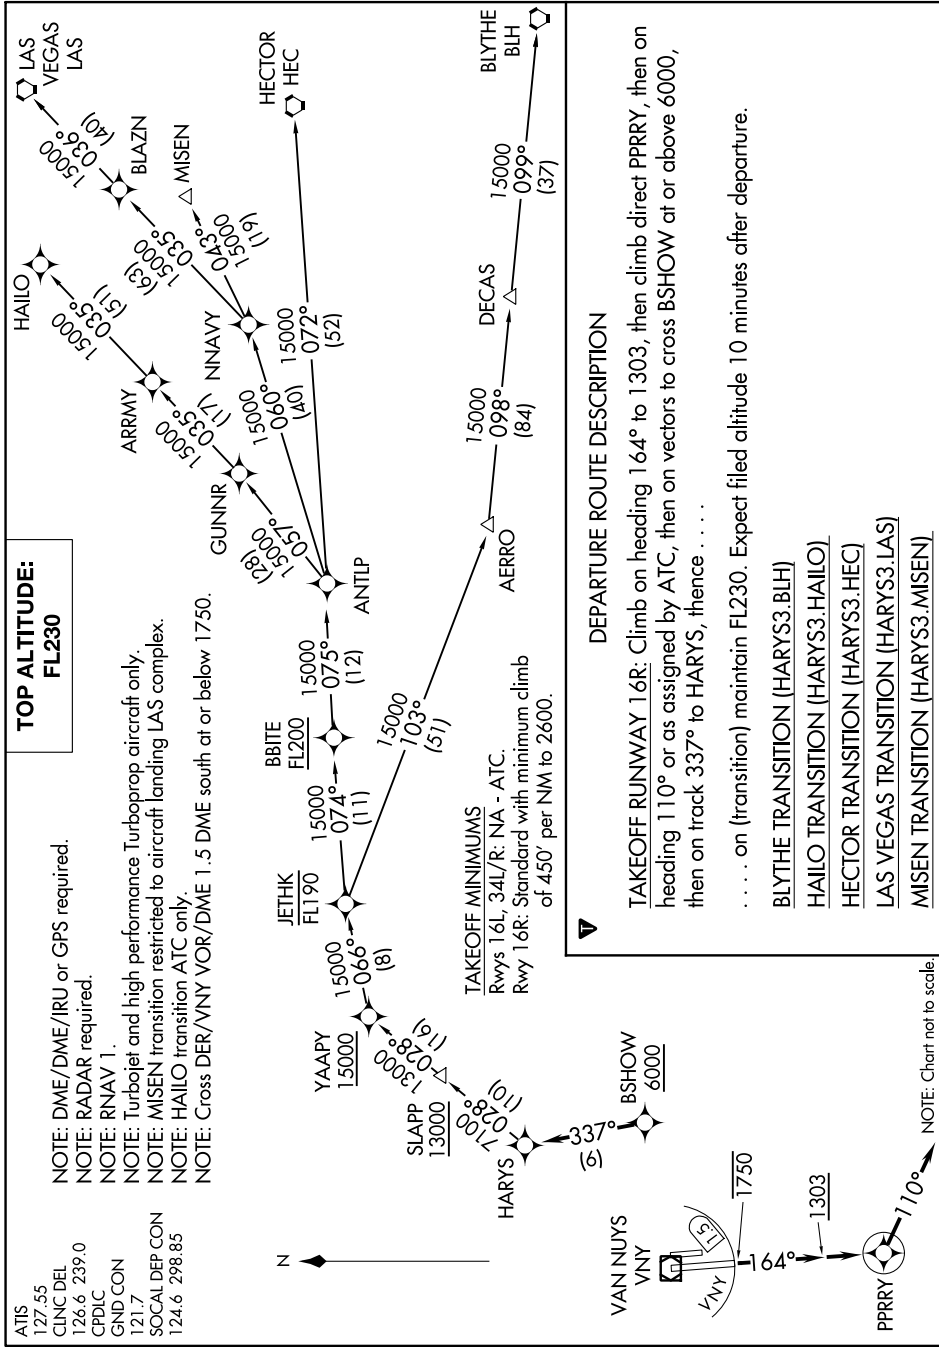 TOP ALTITUDE:
FL230
ATIS
127.55
CLNC DEL
126.6 239.0
CPDLC
GND CON
121.7
SOCAL DEP CON
124.6 298.85
NOTE: DME/DME/IRU or GPS required.
NOTE: RADAR required.
NOTE: RNAV 1.
NOTE: Turbojet and high performance Turboprop aircraft only.
NOTE: MISEN transition restricted to aircraft landing LAS complex.
NOTE: HAILO transition ATC only.
NOTE: Cross DER/VNY VOR/DME 1.5 DME south at or below 1750.
N
LAS
VEGAS
LAS
15000
036°
(40)
BLAZN
HAILO
15000
035°
(51)
ARRMY
15000
035°
(17)
GUNNR
15000
057°
(28)
15000
035°
(63)
MISEN
15000
043°
(19)
NNAVY
15000
060°
(40)
HECTOR
HEC
15000
072°
(52)
ANTLP
15000
075°
(12)
BBITE
FL200
15000
074°
(11)
JETHK
FL190
15000
066°
(8)
YAAPY
15000
13000
028°
(16)
SLAPP
13000
7100
028°
(10)
HARYS
337°
(6)
BSHOW
6000
15000
103°
(51)
AERRO
15000
098°
(84)
DECAS
15000
099°
(37)
BLYTHE
BLH
TAKEOFF MINIMUMS
Rwys 16L, 34L/R: NA - ATC.
Rwy 16R: Standard with minimum climb
of 450' per NM to 2600.
VAN NUYS
VNY
1.5
VNY
1750
164°
1303
PPRRY
110°
NOTE: Chart not to scale.
T
DEPARTURE ROUTE DESCRIPTION
TAKEOFF RUNWAY 16R: Climb on heading 164° to 1303, then climb direct PPRRY, then on
heading 110° or as assigned by ATC, then on vectors to cross BSHOW at or above 6000,
then on track 337° to HARYS, thence . . . .
. . . . on (transition) maintain FL230. Expect filed altitude 10 minutes after departure.
BLYTHE TRANSITION (HARYS3.BLH)
HAILO TRANSITION (HARYS3.HAILO)
HECTOR TRANSITION (HARYS3.HEC)
LAS VEGAS TRANSITION (HARYS3.LAS)
MISEN TRANSITION (HARYS3.MISEN)